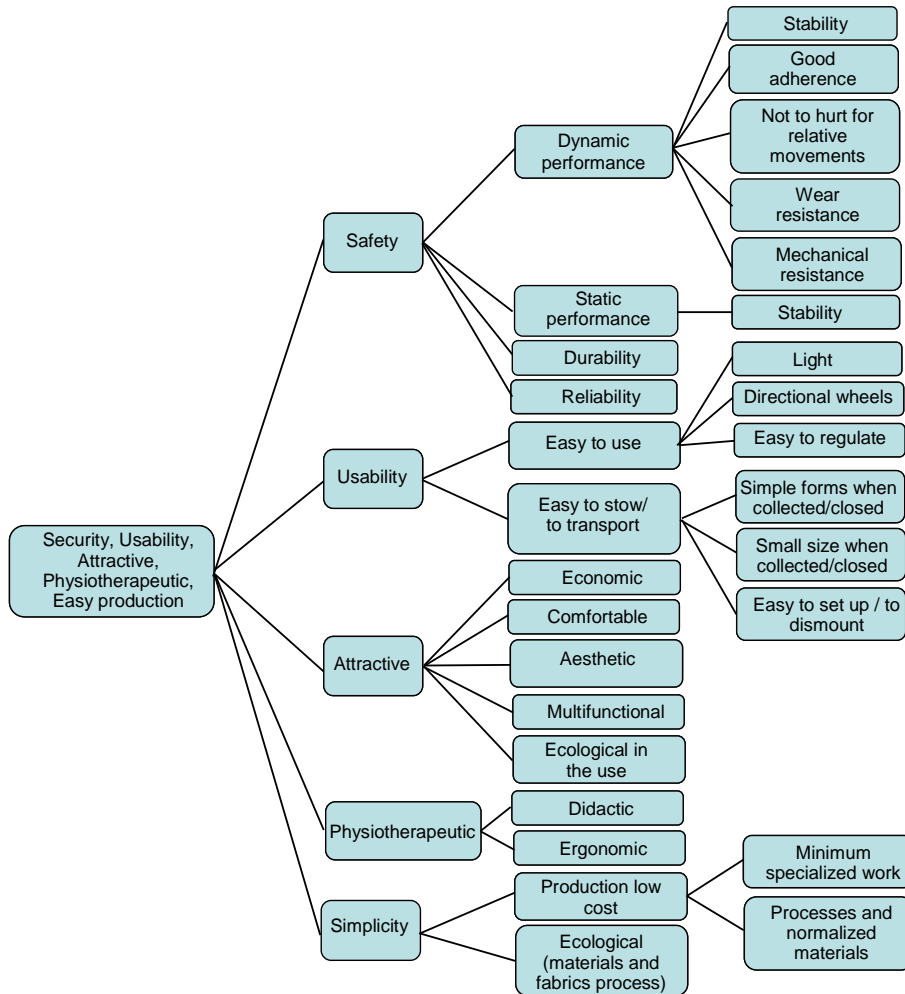 Stability
Good
adherence
Not to hurt for
relative
movements
Dynamic
performance
Wear
resistance
Safety
Mechanical
resistance
Static
performance
Stability
Durability
Light
Reliability
Directional wheels
Easy to use
Easy to regulate
Usability
Simple forms when
collected/closed
Easy to stow/
to transport
Small size when
collected/closed
Security, Usability,
Attractive,
Physiotherapeutic,
Easy production
Economic
Easy to set up / to
dismount
Comfortable
Attractive
Aesthetic
Multifunctional
Ecological in
the use
Physiotherapeutic
Didactic
Ergonomic
Minimum
specialized work
Production low
cost
Simplicity
Processes and
normalized
materials
Ecological
(materials and
fabrics process)